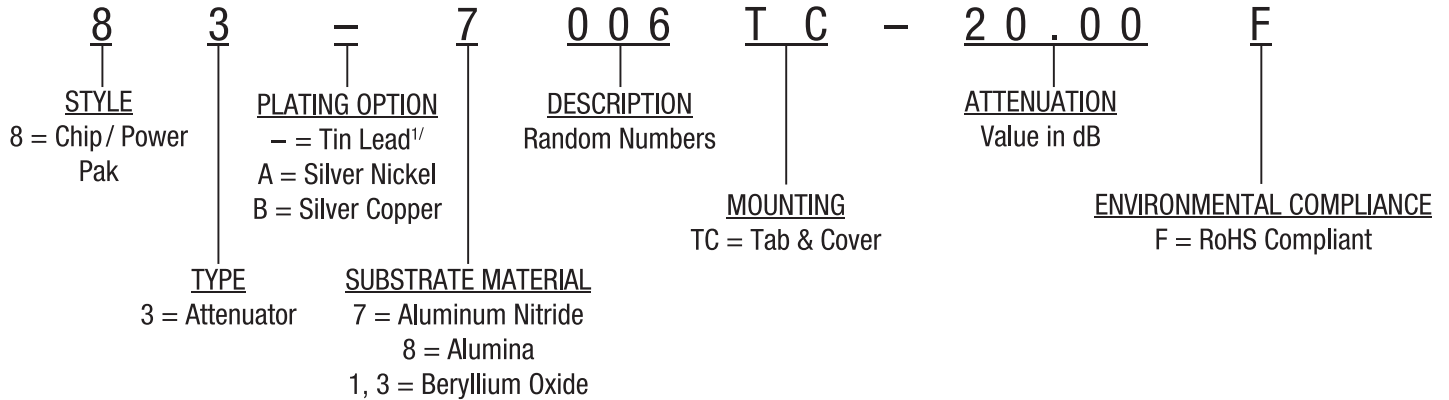 8 3 – 7 0 0 6 T C – 2 0 . 0 0 F
STYLE
8 = Chip / Power
Pak
PLATING OPTION
– = Tin Lead1/
A = Silver Nickel
B = Silver Copper
DESCRIPTION
Random Numbers
ATTENUATION
Value in dB
MOUNTING
TC = Tab & Cover
ENVIRONMENTAL COMPLIANCE
F = RoHS Compliant
TYPE
3 = Attenuator
SUBSTRATE MATERIAL
7 = Aluminum Nitride
8 = Alumina
1, 3 = Beryllium Oxide